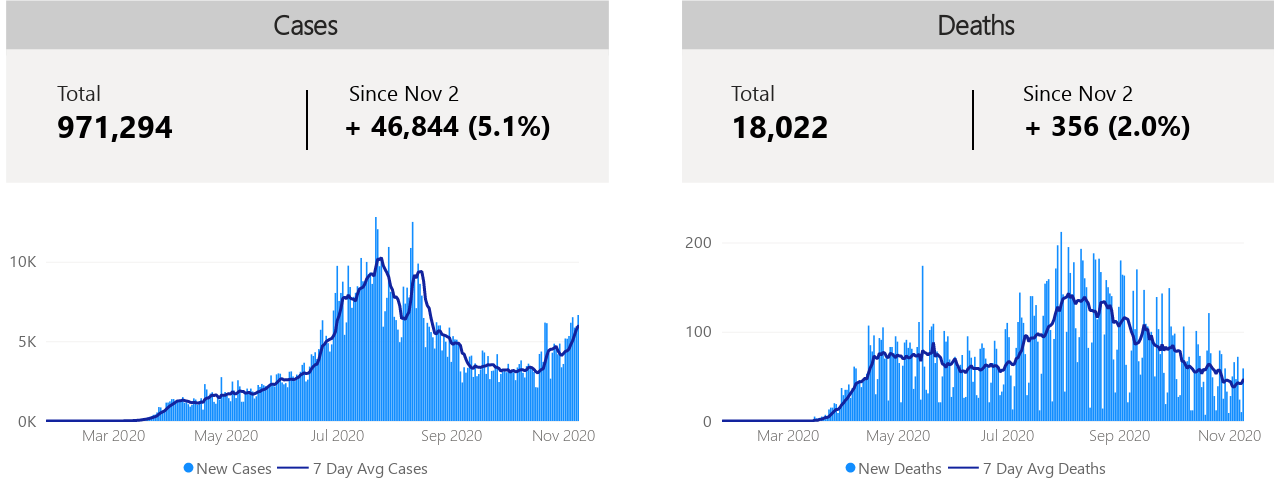 Cases
Total
971,294
Since Nov 2
+ 46,844 (5.1%)
10K
5K
0K
Mar 2020 May 2020 Jul 2020 Sep 2020 Nov 2020
New Cases 7 Day Avg Cases
Deaths
Total
18,022
Since Nov 2
+ 356 (2.0%)
200
100
0
Mar 2020 May 2020 Jul 2020 Sep 2020 Nov 2020
New Deaths 7 Day Avg Deaths